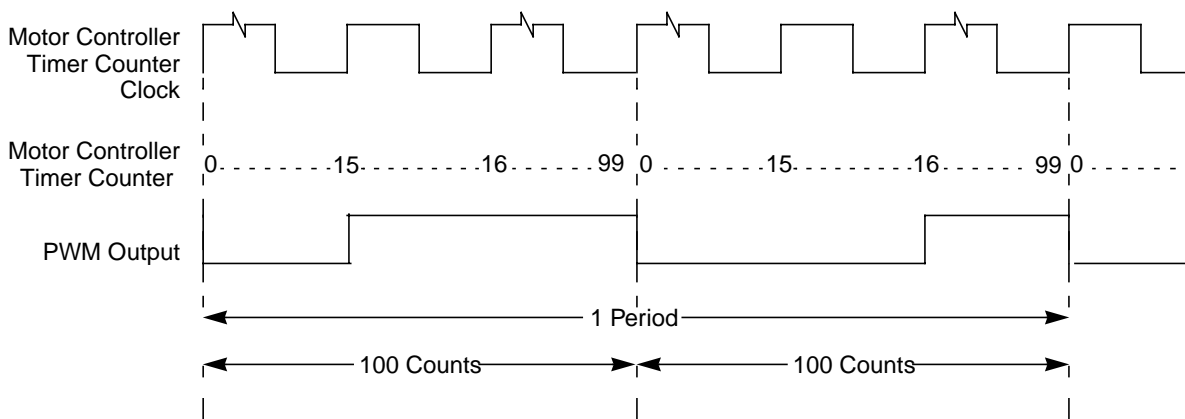 Motor Controller
Timer Counter
Clock
Motor Controller
Timer Counter
0 15 16 99 0 15 16 99 0
PWM Output
1 Period
100 Counts 100 Counts